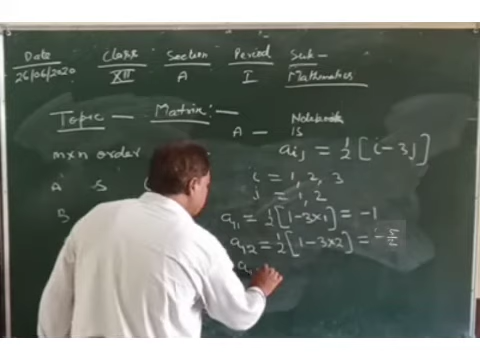 Date Class Section Period Sub-
26/06/2020 XII A I Mathematics
Topic — Matrix:—
A —
15
m×n order
aij = 1/2 [i-3j]
A S
i = 1, 2, 3
j = 1, 2
B
a11 = 1/2 [1-3×1] = -1
a12 = 1/2 [1-3×2] = -5/2
a